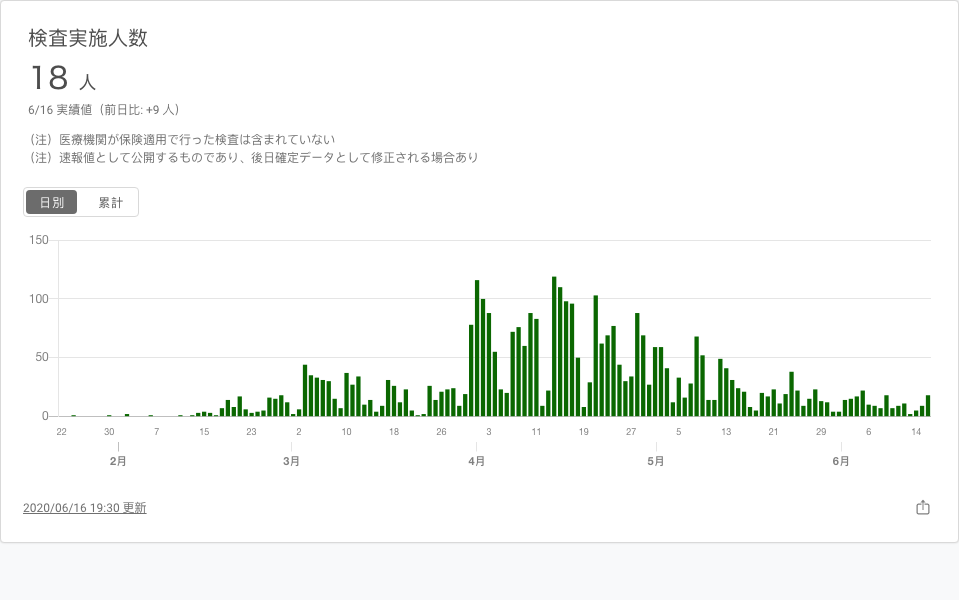 検査実施人数
18 人
6/16 実績値（前日比: +9 人）
（注）医療機関が保険適用で行った検査は含まれていない
（注）速報値として公開するものであり、後日確定データとして修正される場合あり
日別 累計
150
100
50
0
22 30 7 15 23 2 10 18 26 3 11 19 27 5 13 21 29 6 14
2月 3月 4月 5月 6月
2020/06/16 19:30 更新